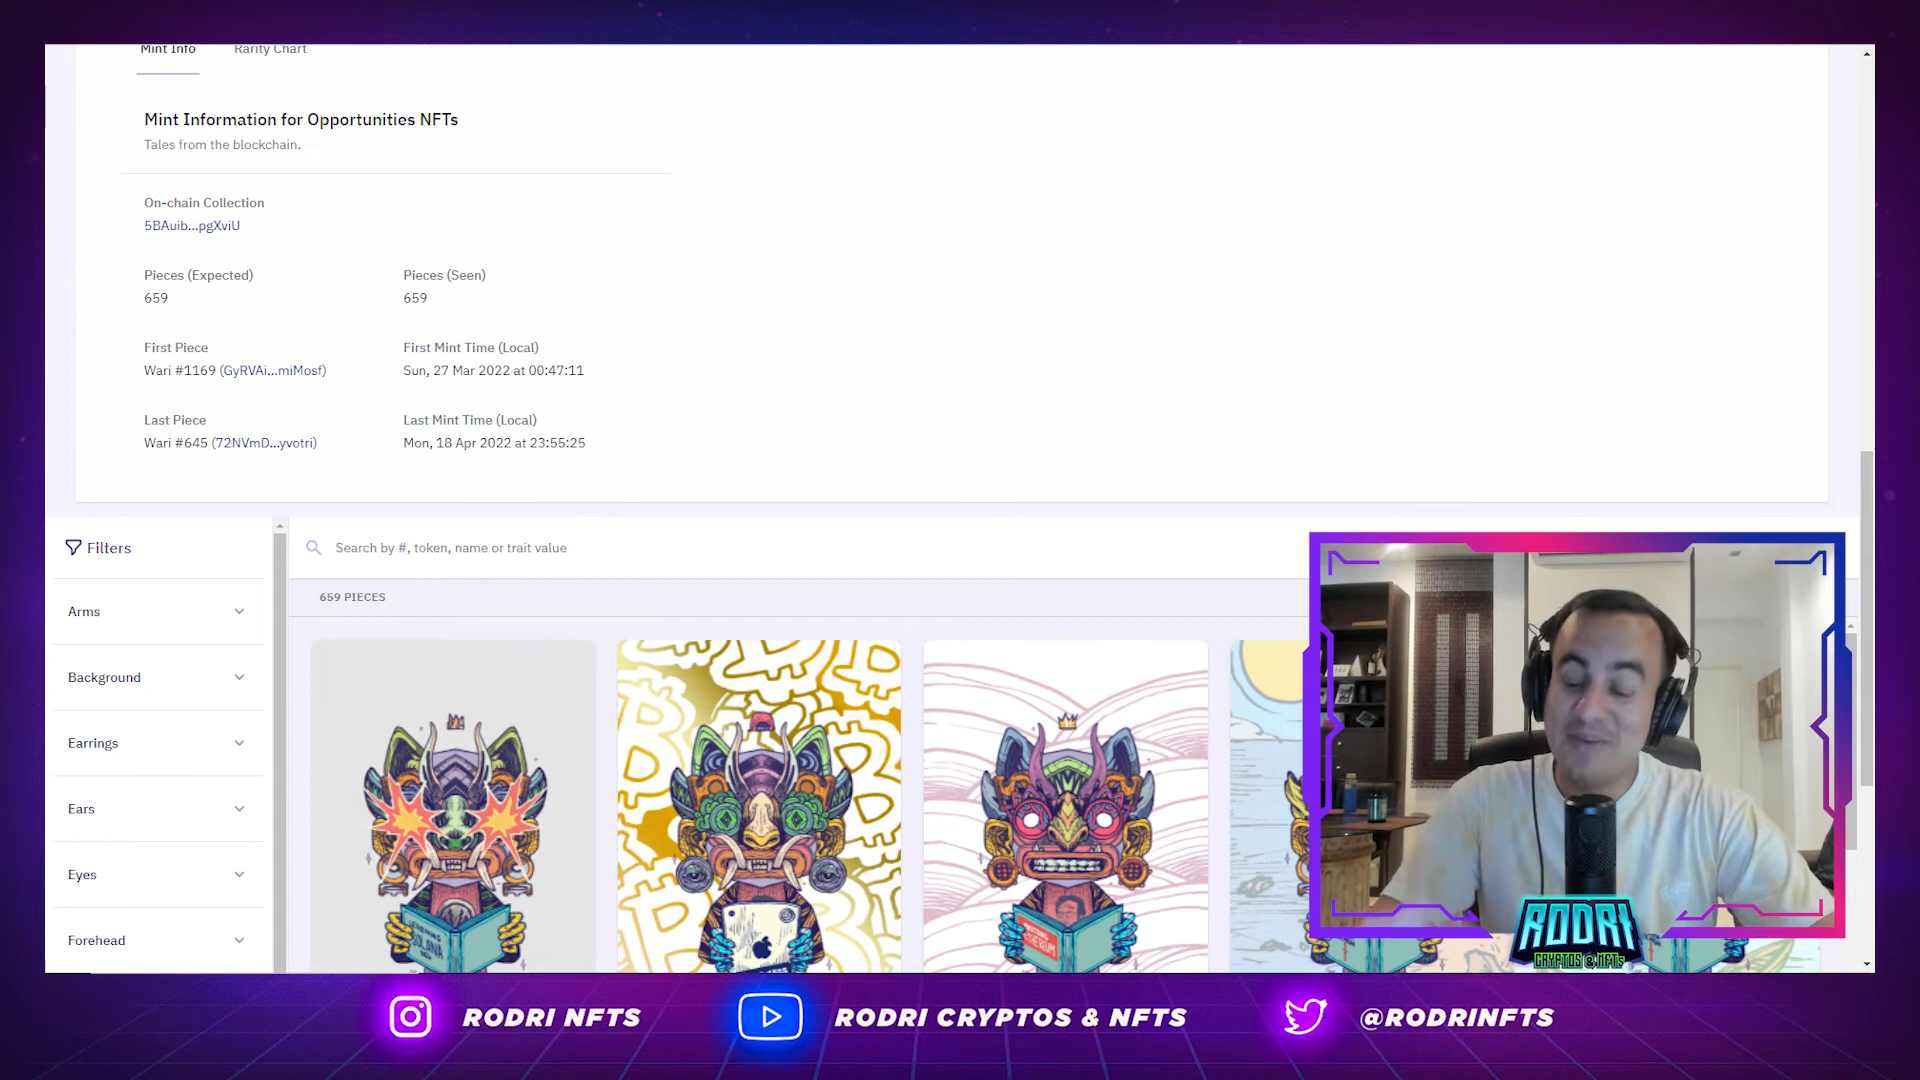 Mint Info
Rarity Chart
Mint Information for Opportunities NFTs
Tales from the blockchain.
On-chain Collection
5BAuib...pgXviU
Pieces (Expected)
659
Pieces (Seen)
659
First Piece
Wari #1169 (GyRVAi...miMosf)
First Mint Time (Local)
Sun, 27 Mar 2022 at 00:47:11
Last Piece
Wari #645 (72NVmD...yvotri)
Last Mint Time (Local)
Mon, 18 Apr 2022 at 23:55:25
Filters
Search by #, token, name or trait value
659 PIECES
Arms
Background
Earrings
Ears
Eyes
Forehead
LEARNING
SOLANA
RODRI
CRYPTOS & NFTs
RODRI NFTS
RODRI CRYPTOS & NFTS
@RODRINFTS